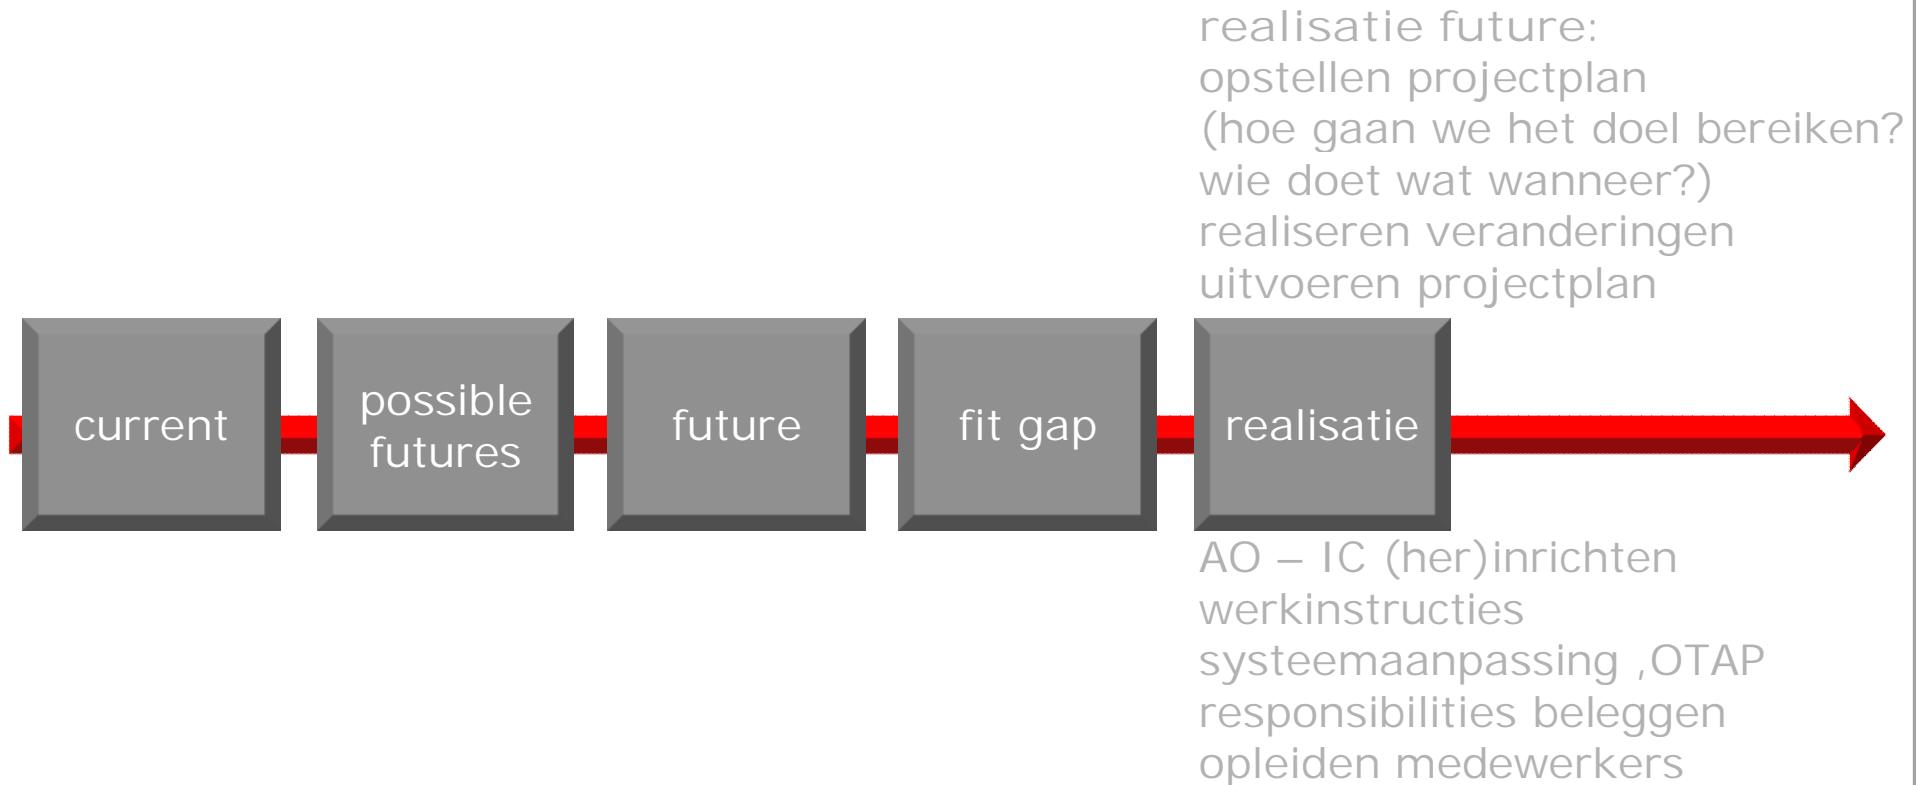 realisatie future:
opstellen projectplan
(hoe gaan we het doel bereiken?
wie doet wat wanneer?)
realiseren veranderingen
uitvoeren projectplan
current
possible
futures
future
fit gap
realisatie
AO – IC (her)inrichten
werkinstructies
systeemaanpassing ,OTAP
responsibilities beleggen
opleiden medewerkers